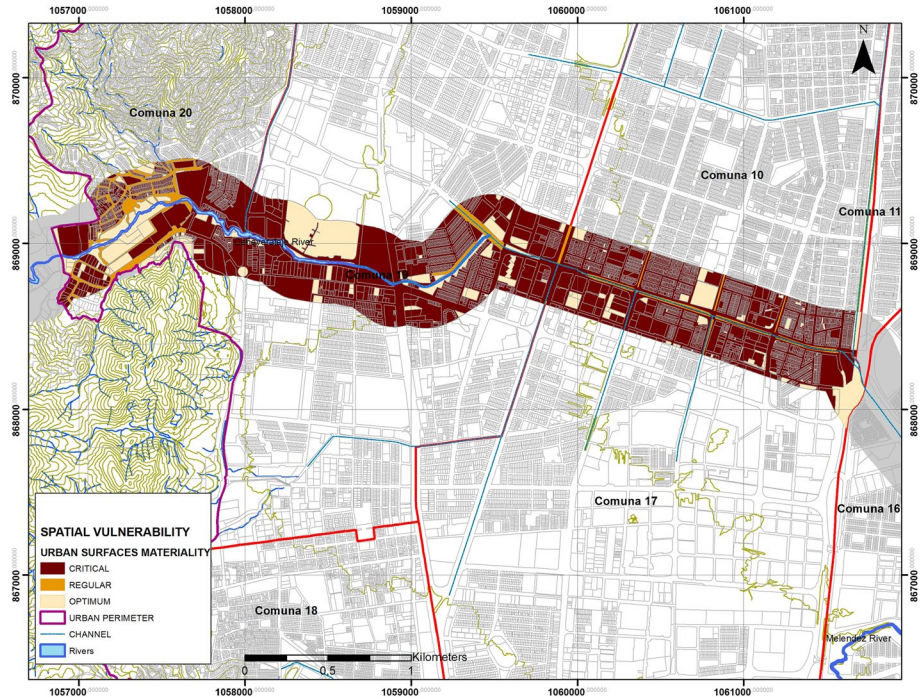 1057000 1058000 1059000 1060000 1061000
870000 870000
N
Comuna 20
Comuna 10
Comuna 11
869000 869000
River
Comuna
868000 868000
Comuna 17
Comuna 16
SPATIAL VULNERABILITY
URBAN SURFACES MATERIALITY
CRITICAL
REGULAR
OPTIMUM
URBAN PERIMETER
CHANNEL
Rivers
867000 867000
Comuna 18
Melendez River
Kilometers
0 0,5 1
1057000 1058000 1059000 1060000 1061000